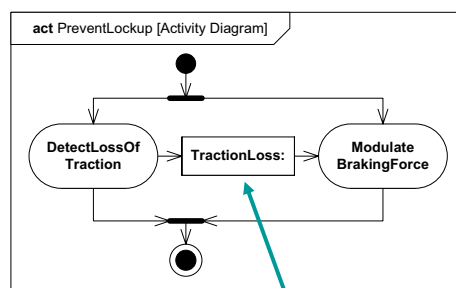 act PreventLockup [Activity Diagram]
DetectLossOf
Traction
TractionLoss:
Modulate
BrakingForce